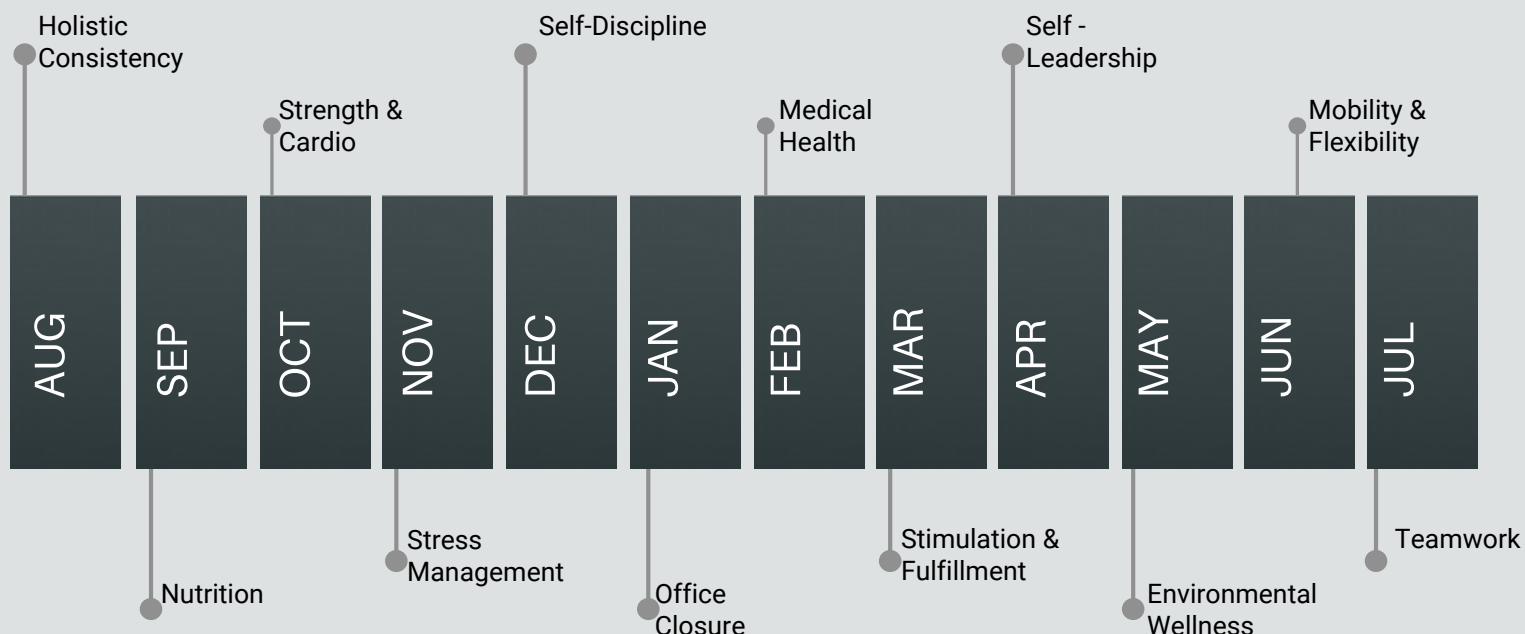 Holistic
Consistency
Self-Discipline
Self -
Leadership
Strength &
Cardio
Medical
Health
Mobility &
Flexibility
AUG
SEP
OCT
NOV
DEC
JAN
FEB
MAR
APR
MAY
JUN
JUL
Stress
Management
Stimulation &
Fulfillment
Teamwork
Nutrition
Office
Closure
Environmental
Wellness